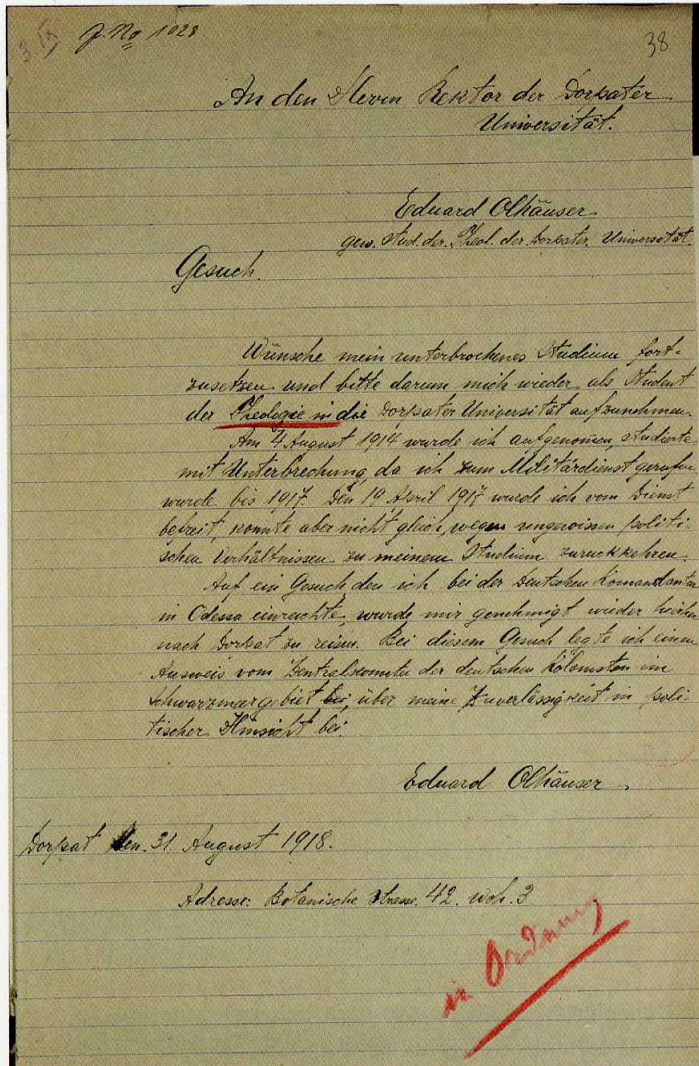 3. IX
J. No 1028
38
An den Herrn Rektor der Dorpater
Universität.
Eduard Olhäuser
gew. stud. der Theol. der Dorpater Universität.
Gesuch.
Wünsche mein unterbrochenes Studium fort-
zusetzen und bitte darum mich wieder als Student
der Theologie in die Dorpater Universität aufzunehmen.
Am 4 August 1914 wurde ich aufgenomen, studierte
mit Unterbrechung, da ich zum Militärdienst gerufen
wurde bis 1917. Den 19 April 1917 wurde ich vom Dienst
befreit, konnte aber nicht gleich, wegen ungewissen politi-
schen Verhältnissen zu meinem Studium zurückkehren.
Auf ein Gesuch, den ich bei der Deutschen Komandantur
in Odessa einreichte, wurde mir genehmigt wieder hierher
nach Dorpat zu reisen. Bei diesem Gesuch legte ich einen
Ausweis vom Zentralkomitee der deutschen Kolonisten im
Schwarzmeergebiet bei, über meine Zuverlässigkeit in poli-
tischer Hinsicht bei.
Eduard Olhäuser.
Dorpat den. 31. August 1918.
Adresse: Botanische Strasse. 42. woh. 3
in Ordnung